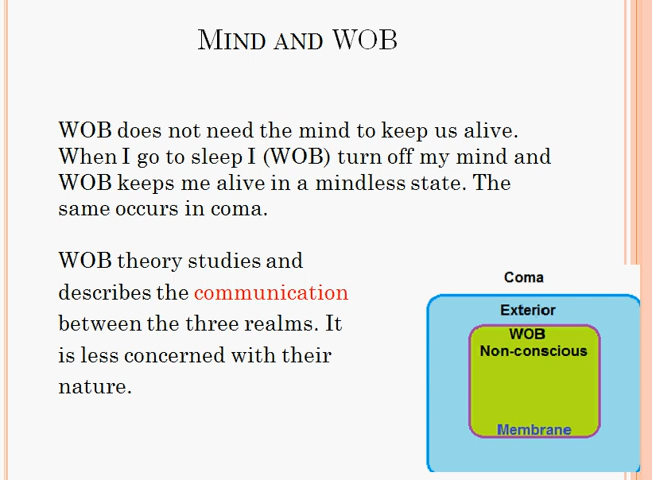 Mind and WOB
WOB does not need the mind to keep us alive.
When I go to sleep I (WOB) turn off my mind and
WOB keeps me alive in a mindless state. The
same occurs in coma.
WOB theory studies and
describes the communication
between the three realms. It
is less concerned with their
nature.
Coma
Exterior
WOB
Non-conscious
Membrane